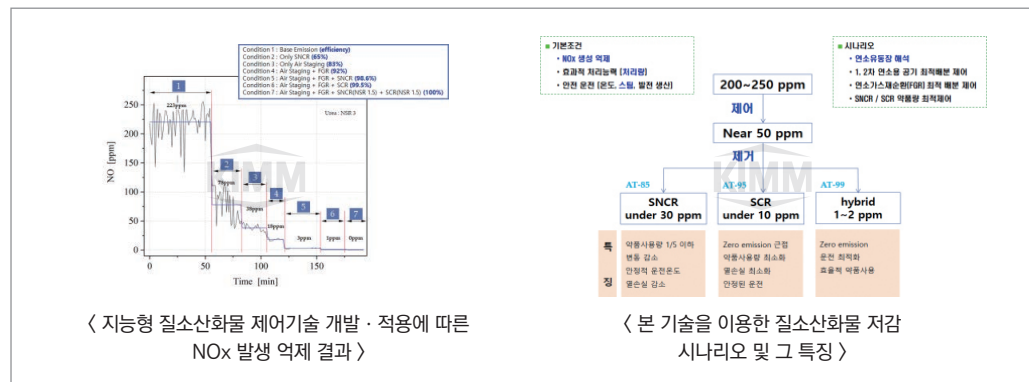 Condition 1 : Base Emission (efficiency)
Condition 2 : Only SNCR (65%)
Condition 3 : Only Air Staging (83%)
Condition 4 : Air Staging + FGR (92%)
Condition 5 : Air Staging + FGR + SNCR (98.6%)
Condition 6 : Air Staging + FGR + SCR (99.5%)
Condition 7 : Air Staging + FGR + SNCR(NSR 1.5) + SCR(NSR 1.5) (100%)
Urea : NSR 3
NO [ppm]
250
200
150
100
50
0
1
223ppm
2
79ppm
3
39ppm
4
18ppm
5
3ppm
6
1ppm
7
0ppm
0
50
100
150
Time [min]
KIMM
〈 지능형 질소산화물 제어기술 개발 · 적용에 따른
NOx 발생 억제 결과 〉
■ 기본조건
• NOx 생성 억제
• 효과적 처리능력 [처리량]
• 안전 운전 [온도, 스팀, 발전 생산]
■ 시나리오
• 연소유동장 해석
• 1, 2차 연소용 공기 최적배분 제어
• 연소가스재순환[FGR] 최적 배분 제어
• SNCR / SCR 약품량 최적제어
200~250 ppm
제어
Near 50 ppm
제거
KIMM
AT-85
SNCR
under 30 ppm
AT-95
SCR
under 10 ppm
AT-99
hybrid
1~2 ppm
특
징
약품사용량 1/5 이하
변동 감소
안정적 운전온도
열손실 감소
Zero emission 근접
약품사용량 최소화
열손실 최소화
안정된 운전
Zero emission
운전 최적화
효율적 약품사용
〈 본 기술을 이용한 질소산화물 저감
시나리오 및 그 특징 〉